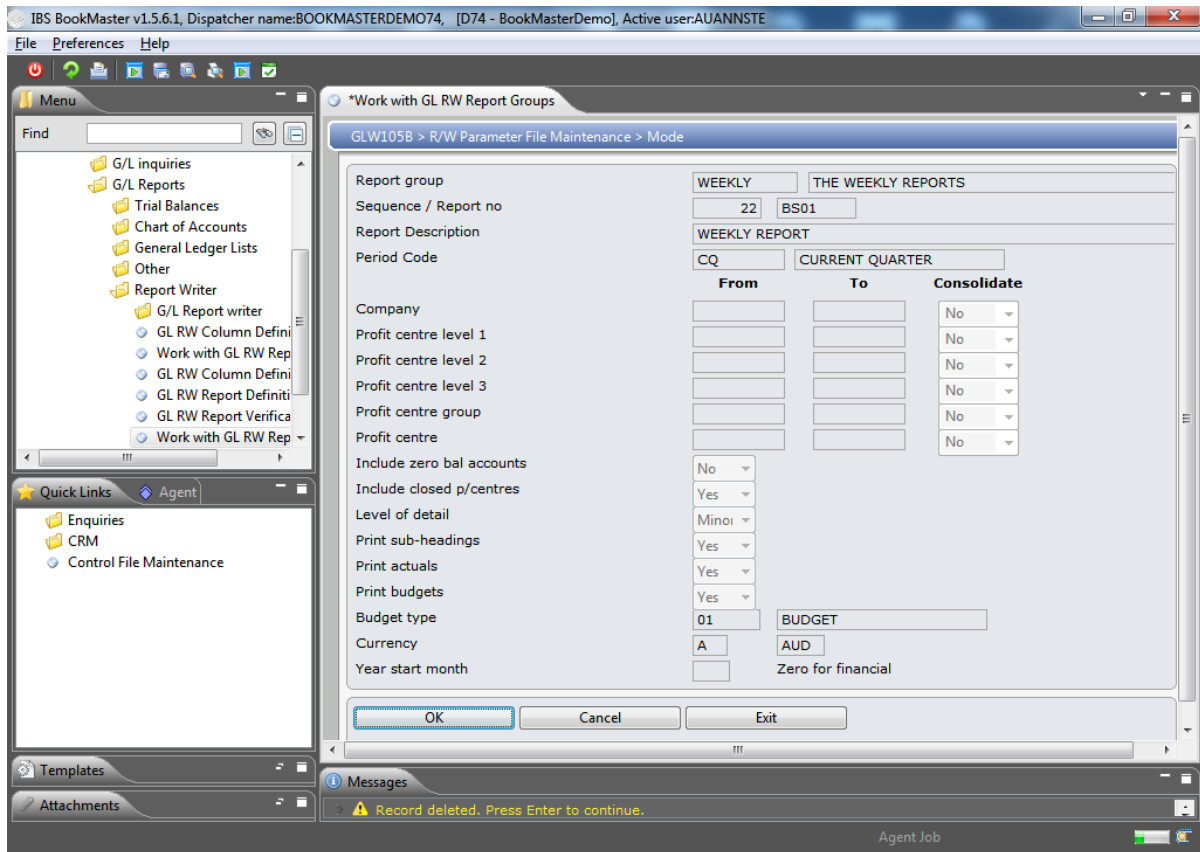 IBS BookMaster v1.5.6.1, Dispatcher name:BOOKMASTERDEMO74, [D74 - BookMasterDemo], Active user:AUANNSTE
File Preferences Help
Menu
Find
G/L inquiries
G/L Reports
Trial Balances
Chart of Accounts
General Ledger Lists
Other
Report Writer
G/L Report writer
GL RW Column Defini
Work with GL RW Rep
GL RW Column Defini
GL RW Report Definiti
GL RW Report Verifica
Work with GL RW Rep
Quick Links Agent
Enquiries
CRM
Control File Maintenance
Templates
Attachments
*Work with GL RW Report Groups
GLW105B > R/W Parameter File Maintenance > Mode
Report group WEEKLY THE WEEKLY REPORTS
Sequence / Report no 22 BS01
Report Description WEEKLY REPORT
Period Code CQ CURRENT QUARTER
From To Consolidate
Company No
Profit centre level 1 No
Profit centre level 2 No
Profit centre level 3 No
Profit centre group No
Profit centre No
Include zero bal accounts No
Include closed p/centres Yes
Level of detail Minor
Print sub-headings Yes
Print actuals Yes
Print budgets Yes
Budget type 01 BUDGET
Currency A AUD
Year start month Zero for financial
OK Cancel Exit
Messages
Record deleted. Press Enter to continue.
Agent Job